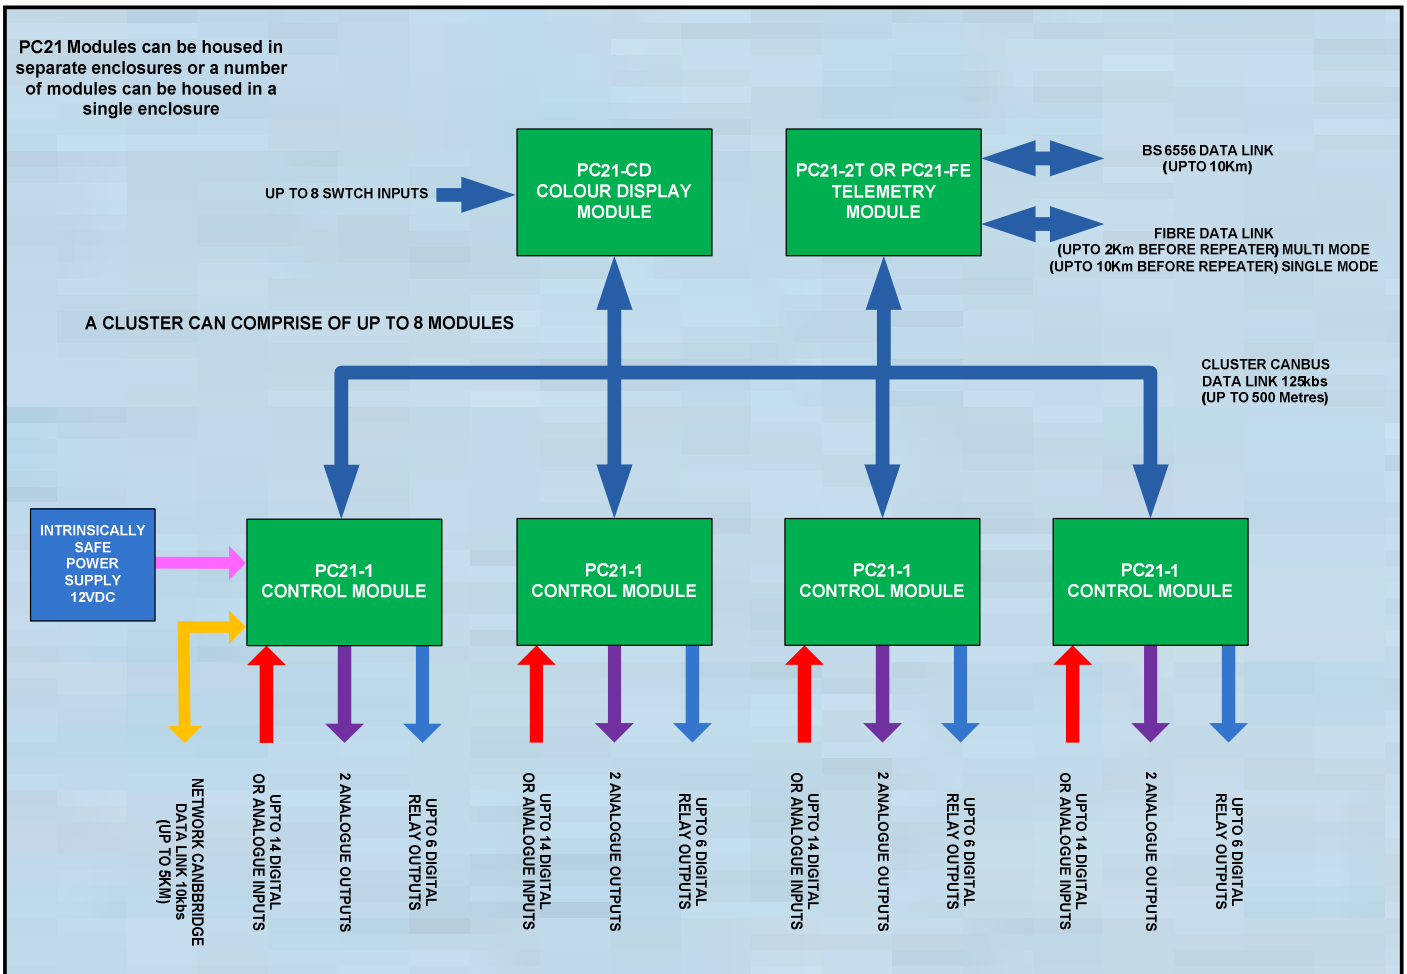 PC21 Modules can be housed in
separate enclosures or a number
of modules can be housed in a
single enclosure
PC21-CD
COLOUR DISPLAY
MODULE
PC21-2T OR PC21-FE
TELEMETRY
MODULE
BS 6556 DATA LINK
(UPTO 10Km)
UP TO 8 SWTCH INPUTS
FIBRE DATA LINK
(UPTO 2Km BEFORE REPEATER) MULTI MODE
(UPTO 10Km BEFORE REPEATER) SINGLE MODE
A CLUSTER CAN COMPRISE OF UP TO 8 MODULES
CLUSTER CANBUS
DATA LINK 125kbs
(UP TO 500 Metres)
INTRINSICALLY
SAFE
POWER
SUPPLY
12VDC
PC21-1
CONTROL MODULE
PC21-1
CONTROL MODULE
PC21-1
CONTROL MODULE
PC21-1
CONTROL MODULE
NETWORK CANBBRIDGE
DATA LINK 10kbs
(UP TO 5KM)
UPTO 14 DIGITAL
OR ANALOGUE INPUTS
2 ANALOGUE OUTPUTS
UPTO 6 DIGITAL
RELAY OUTPUTS
UPTO 14 DIGITAL
OR ANALOGUE INPUTS
2 ANALOGUE OUTPUTS
UPTO 6 DIGITAL
RELAY OUTPUTS
UPTO 14 DIGITAL
OR ANALOGUE INPUTS
2 ANALOGUE OUTPUTS
UPTO 6 DIGITAL
RELAY OUTPUTS
UPTO 14 DIGITAL
OR ANALOGUE INPUTS
2 ANALOGUE OUTPUTS
UPTO 6 DIGITAL
RELAY OUTPUTS